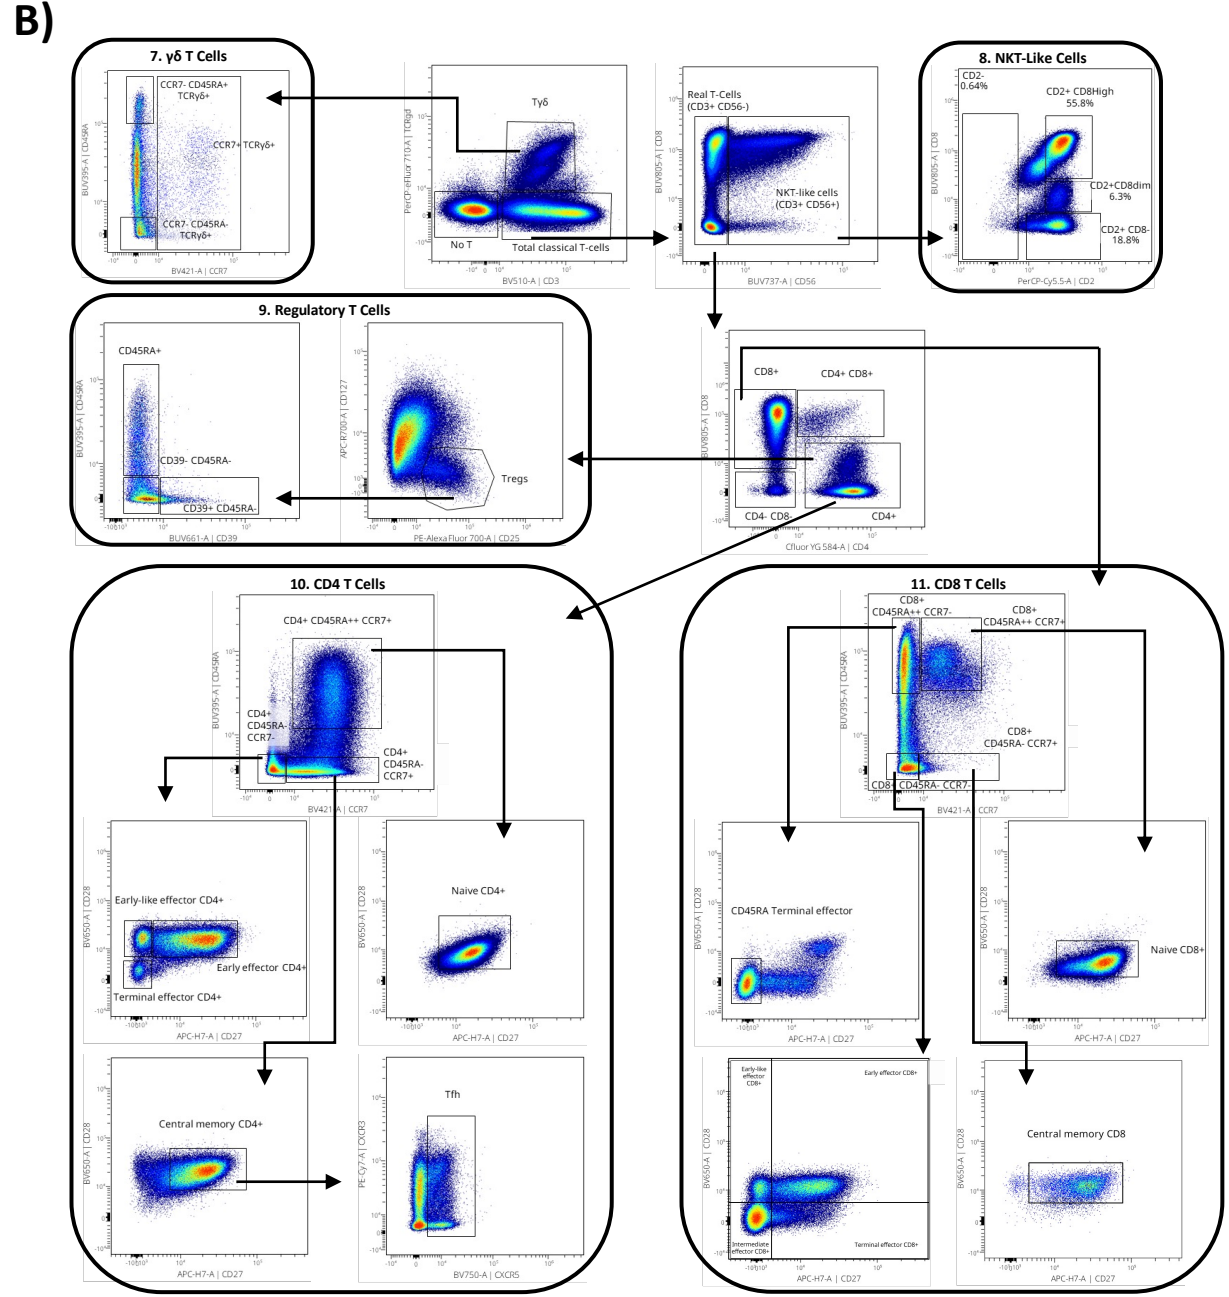 B)
7. γδ T Cells
CCR7- CD45RA+
TCRγδ+
CCR7+ TCRγδ+
CCR7- CD45RA-
TCRγδ+
BUV395-A | CD45RA
BV421-A | CCR7
Tγδ
No T
Total classical T-cells
PerCP-eFluor 710-A | TCRgd
BV510-A | CD3
Real T-Cells
(CD3+ CD56-)
NKT-like cells
(CD3+ CD56+)
BUV805-A | CD8
BUV737-A | CD56
8. NKT-Like Cells
CD2-
0.64%
CD2+ CD8High
55.8%
CD2+CD8dim
6.3%
CD2+ CD8-
18.8%
BUV805-A | CD8
PerCP-Cy5.5-A | CD2
9. Regulatory T Cells
CD45RA+
CD39- CD45RA-
CD39+ CD45RA-
BUV395-A | CD45RA
BUV661-A | CD39
Tregs
APC-R700-A | CD127
PE-Alexa Fluor 700-A | CD25
CD8+
CD4+ CD8+
CD4- CD8-
CD4+
BUV805-A | CD8
Cfluor YG 584-A | CD4
10. CD4 T Cells
CD4+ CD45RA++ CCR7+
CD4+
CD45RA-
CCR7-
CD4+
CD45RA-
CCR7+
BUV395-A | CD45RA
BV421-A | CCR7
Early-like effector CD4+
Early effector CD4+
Terminal effector CD4+
BV650-A | CD28
APC-H7-A | CD27
Naive CD4+
BV650-A | CD28
APC-H7-A | CD27
Central memory CD4+
BV650-A | CD28
APC-H7-A | CD27
Tfh
PE-Cy7-A | CXCR3
BV750-A | CXCR5
11. CD8 T Cells
CD8+
CD45RA++ CCR7-
CD8+
CD45RA++ CCR7+
CD8+
CD45RA- CCR7+
CD8+ CD45RA- CCR7-
BUV395-A | CD45RA
BV421-A | CCR7
CD45RA Terminal effector
BV650-A | CD28
APC-H7-A | CD27
Naive CD8+
BV650-A | CD28
APC-H7-A | CD27
Early-like
effector
CD8+
Early effector CD8+
Intermediate
effector CD8+
Terminal effector CD8+
BV650-A | CD28
APC-H7-A | CD27
Central memory CD8
BV650-A | CD28
APC-H7-A | CD27